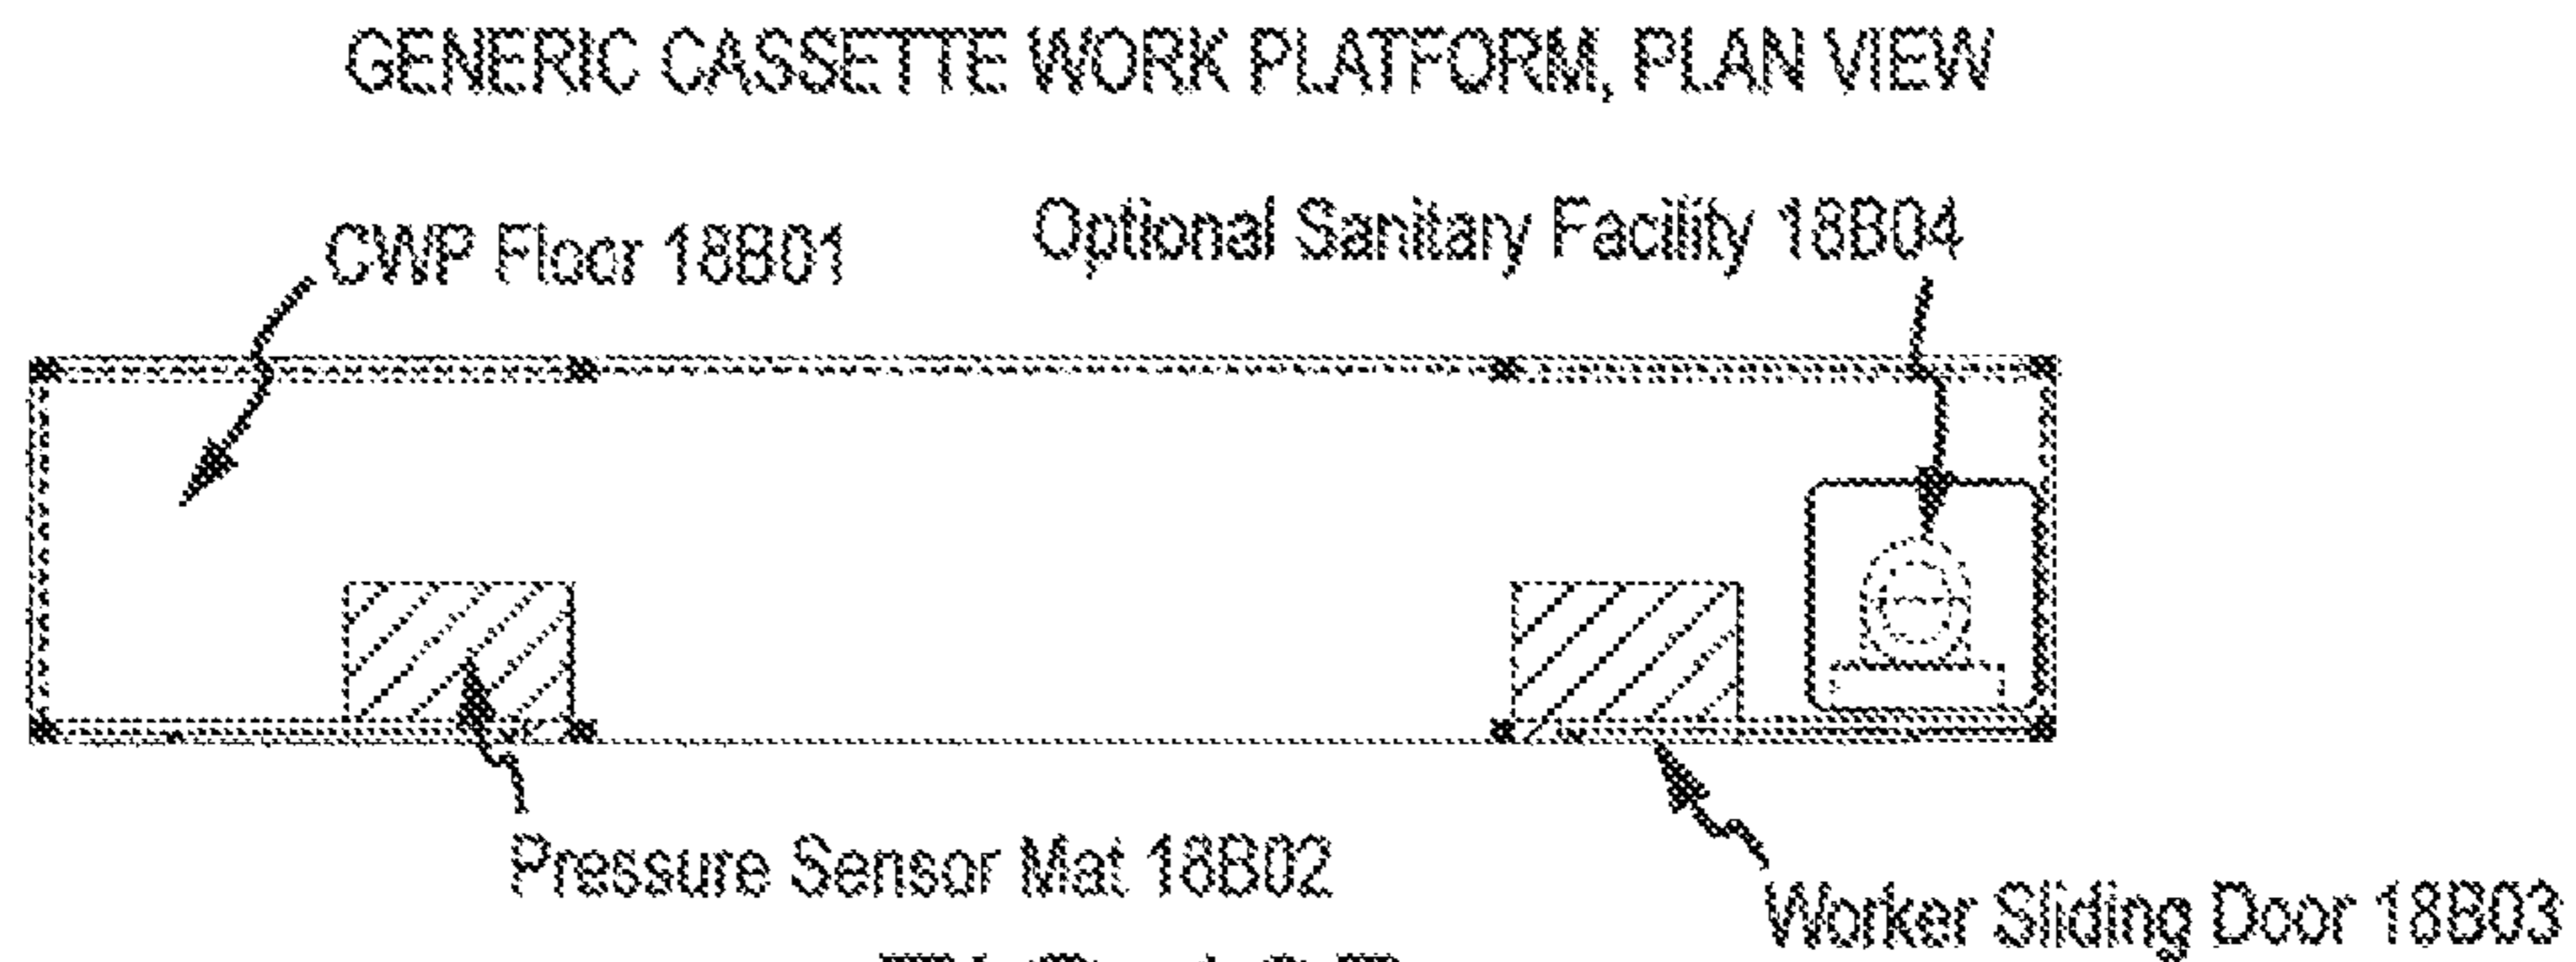 GENERIC CASSETTE WORK PLATFORM, PLAN VIEW
CWP Floor 18B01
Optional Sanitary Facility 18B04
Pressure Sensor Mat 18B02
Worker Sliding Door 18B03